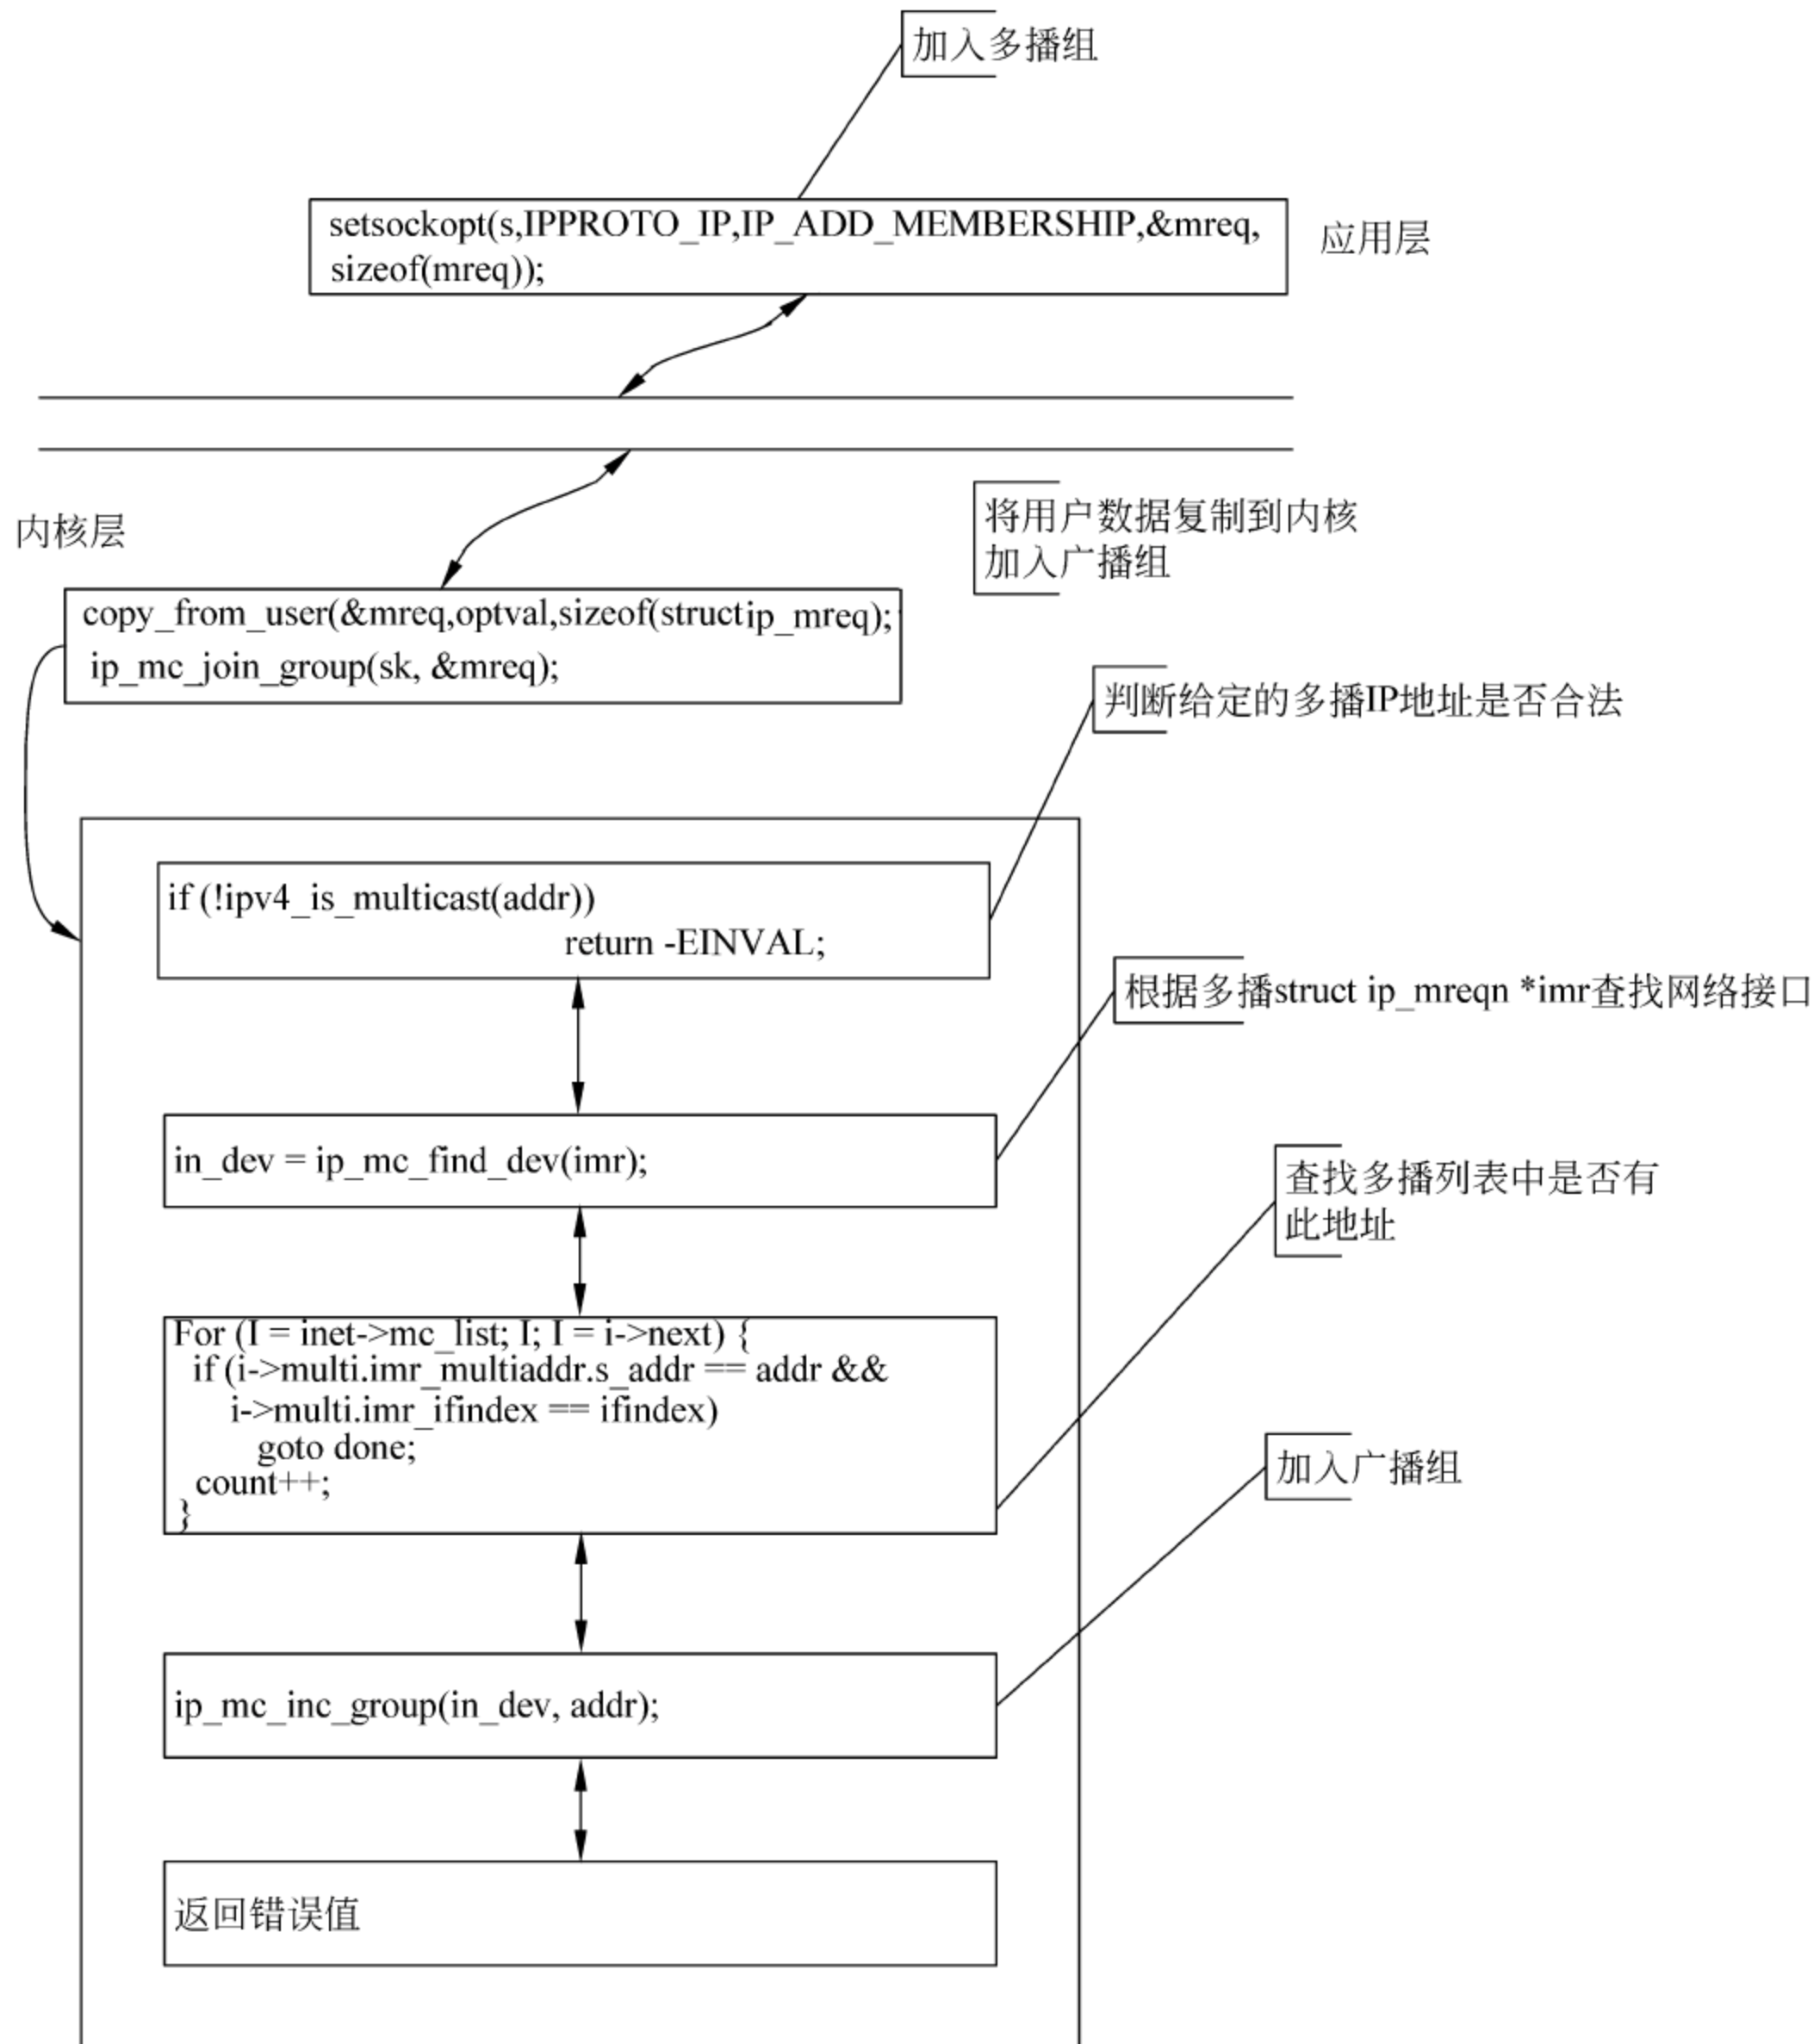 加入多播组
setsockopt(s,IPPROTO_IP,IP_ADD_MEMBERSHIP,&mreq,
sizeof(mreq));
应用层
内核层
将用户数据复制到内核
加入广播组
copy_from_user(&mreq,optval,sizeof(struct ip_mreq);
ip_mc_join_group(sk, &mreq);
判断给定的多播IP地址是否合法
if (!ipv4_is_multicast(addr))
return -EINVAL;
根据多播struct ip_mreqn *imr查找网络接口
in_dev = ip_mc_find_dev(imr);
查找多播列表中是否有
此地址
For (I = inet->mc_list; I; I = i->next) {
if (i->multi.imr_multiaddr.s_addr == addr &&
i->multi.imr_ifindex == ifindex)
goto done;
count++;
}
加入广播组
ip_mc_inc_group(in_dev, addr);
返回错误值